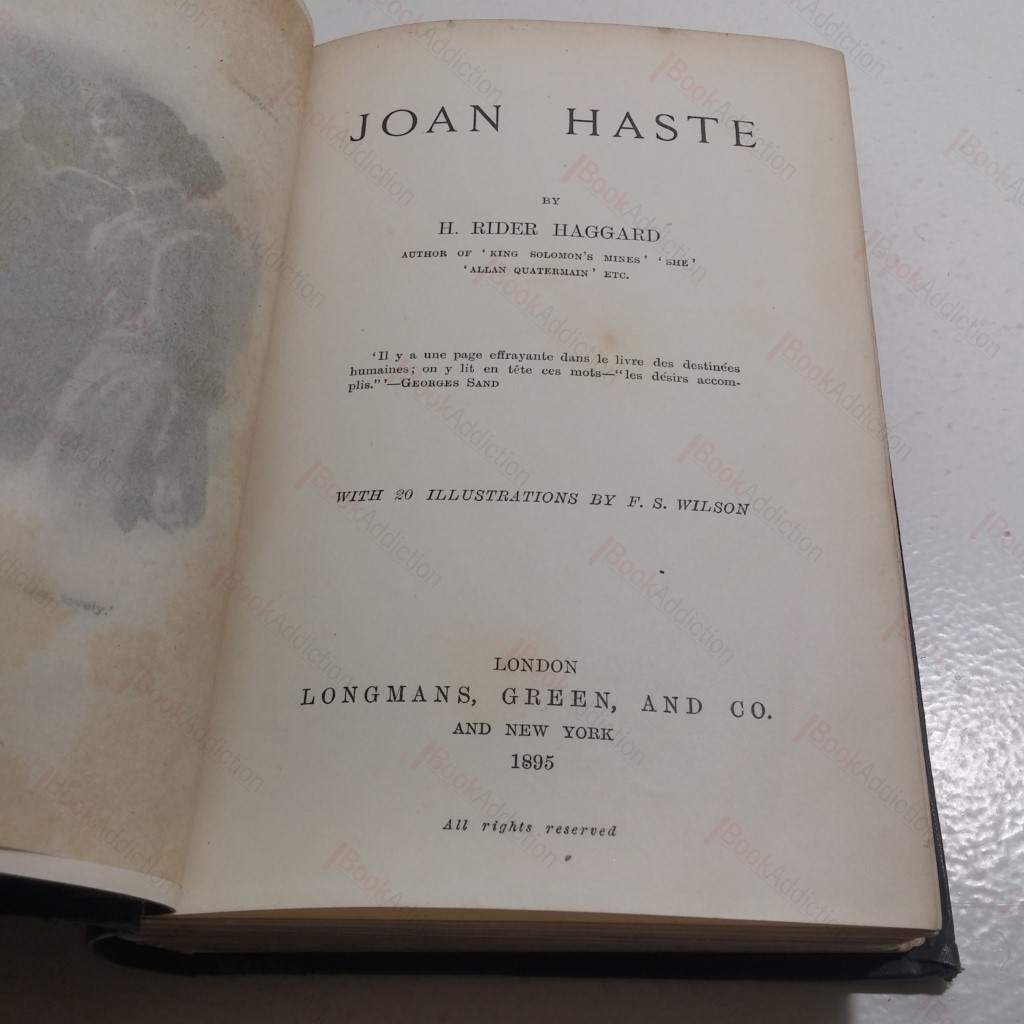 JOAN HASTE
BY
H. RIDER HAGGARD
AUTHOR OF 'KING SOLOMON'S MINES' 'SHE'
'ALLAN QUATERMAIN' ETC.
'Il y a une page effrayante dans le livre des destinées
humaines; on y lit en tête ces mots—"les désirs accom-
plis."'—GEORGES SAND
WITH 20 ILLUSTRATIONS BY F. S. WILSON
LONDON
LONGMANS, GREEN, AND CO.
AND NEW YORK
1895
All rights reserved
BookAddiction